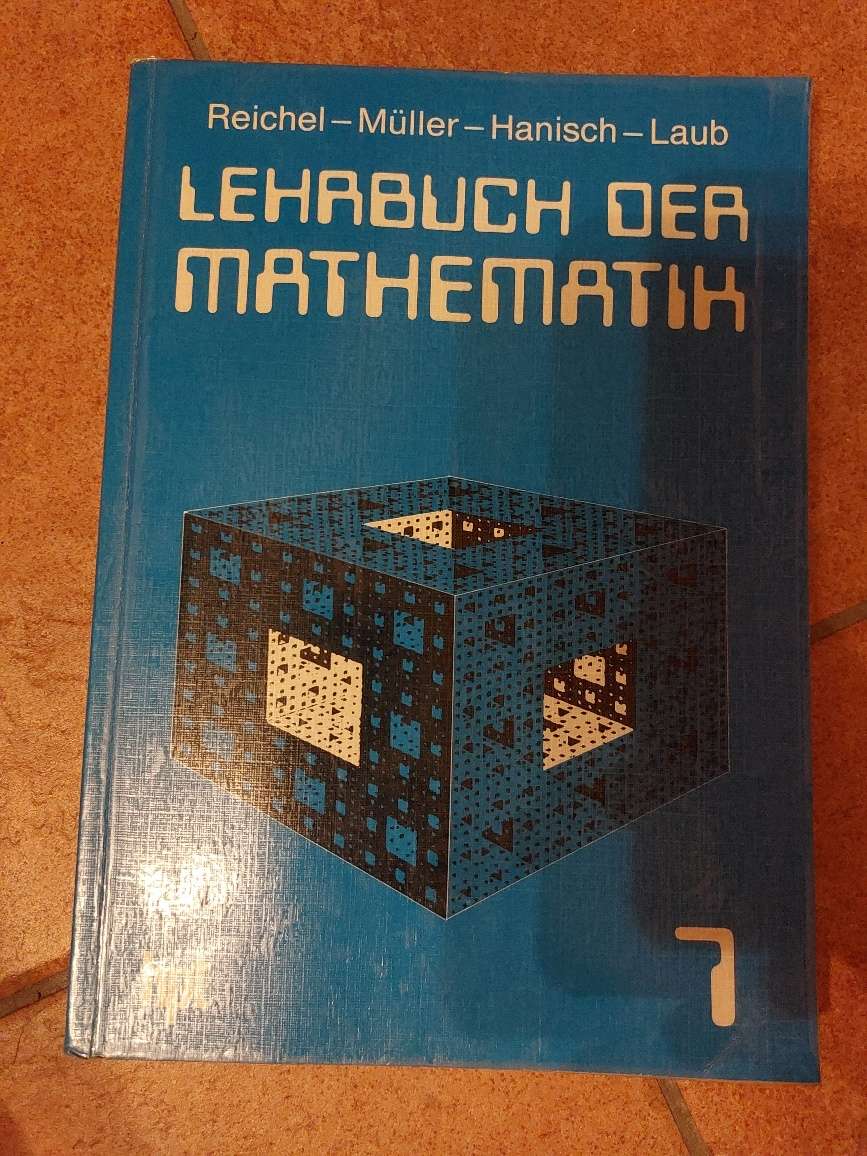 Reichel – Müller – Hanisch – Laub
LEHRBUCH DER
MATHEMATIK
7